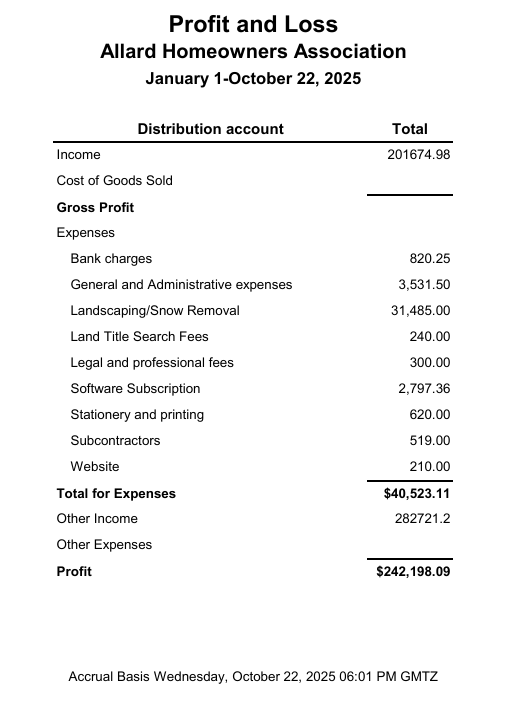 Profit and Loss
Allard Homeowners Association
January 1-October 22, 2025
Distribution account Total
Income 201674.98
Cost of Goods Sold
Gross Profit
Expenses
Bank charges 820.25
General and Administrative expenses 3,531.50
Landscaping/Snow Removal 31,485.00
Land Title Search Fees 240.00
Legal and professional fees 300.00
Software Subscription 2,797.36
Stationery and printing 620.00
Subcontractors 519.00
Website 210.00
Total for Expenses $40,523.11
Other Income 282721.2
Other Expenses
Profit $242,198.09
Accrual Basis Wednesday, October 22, 2025 06:01 PM GMTZ